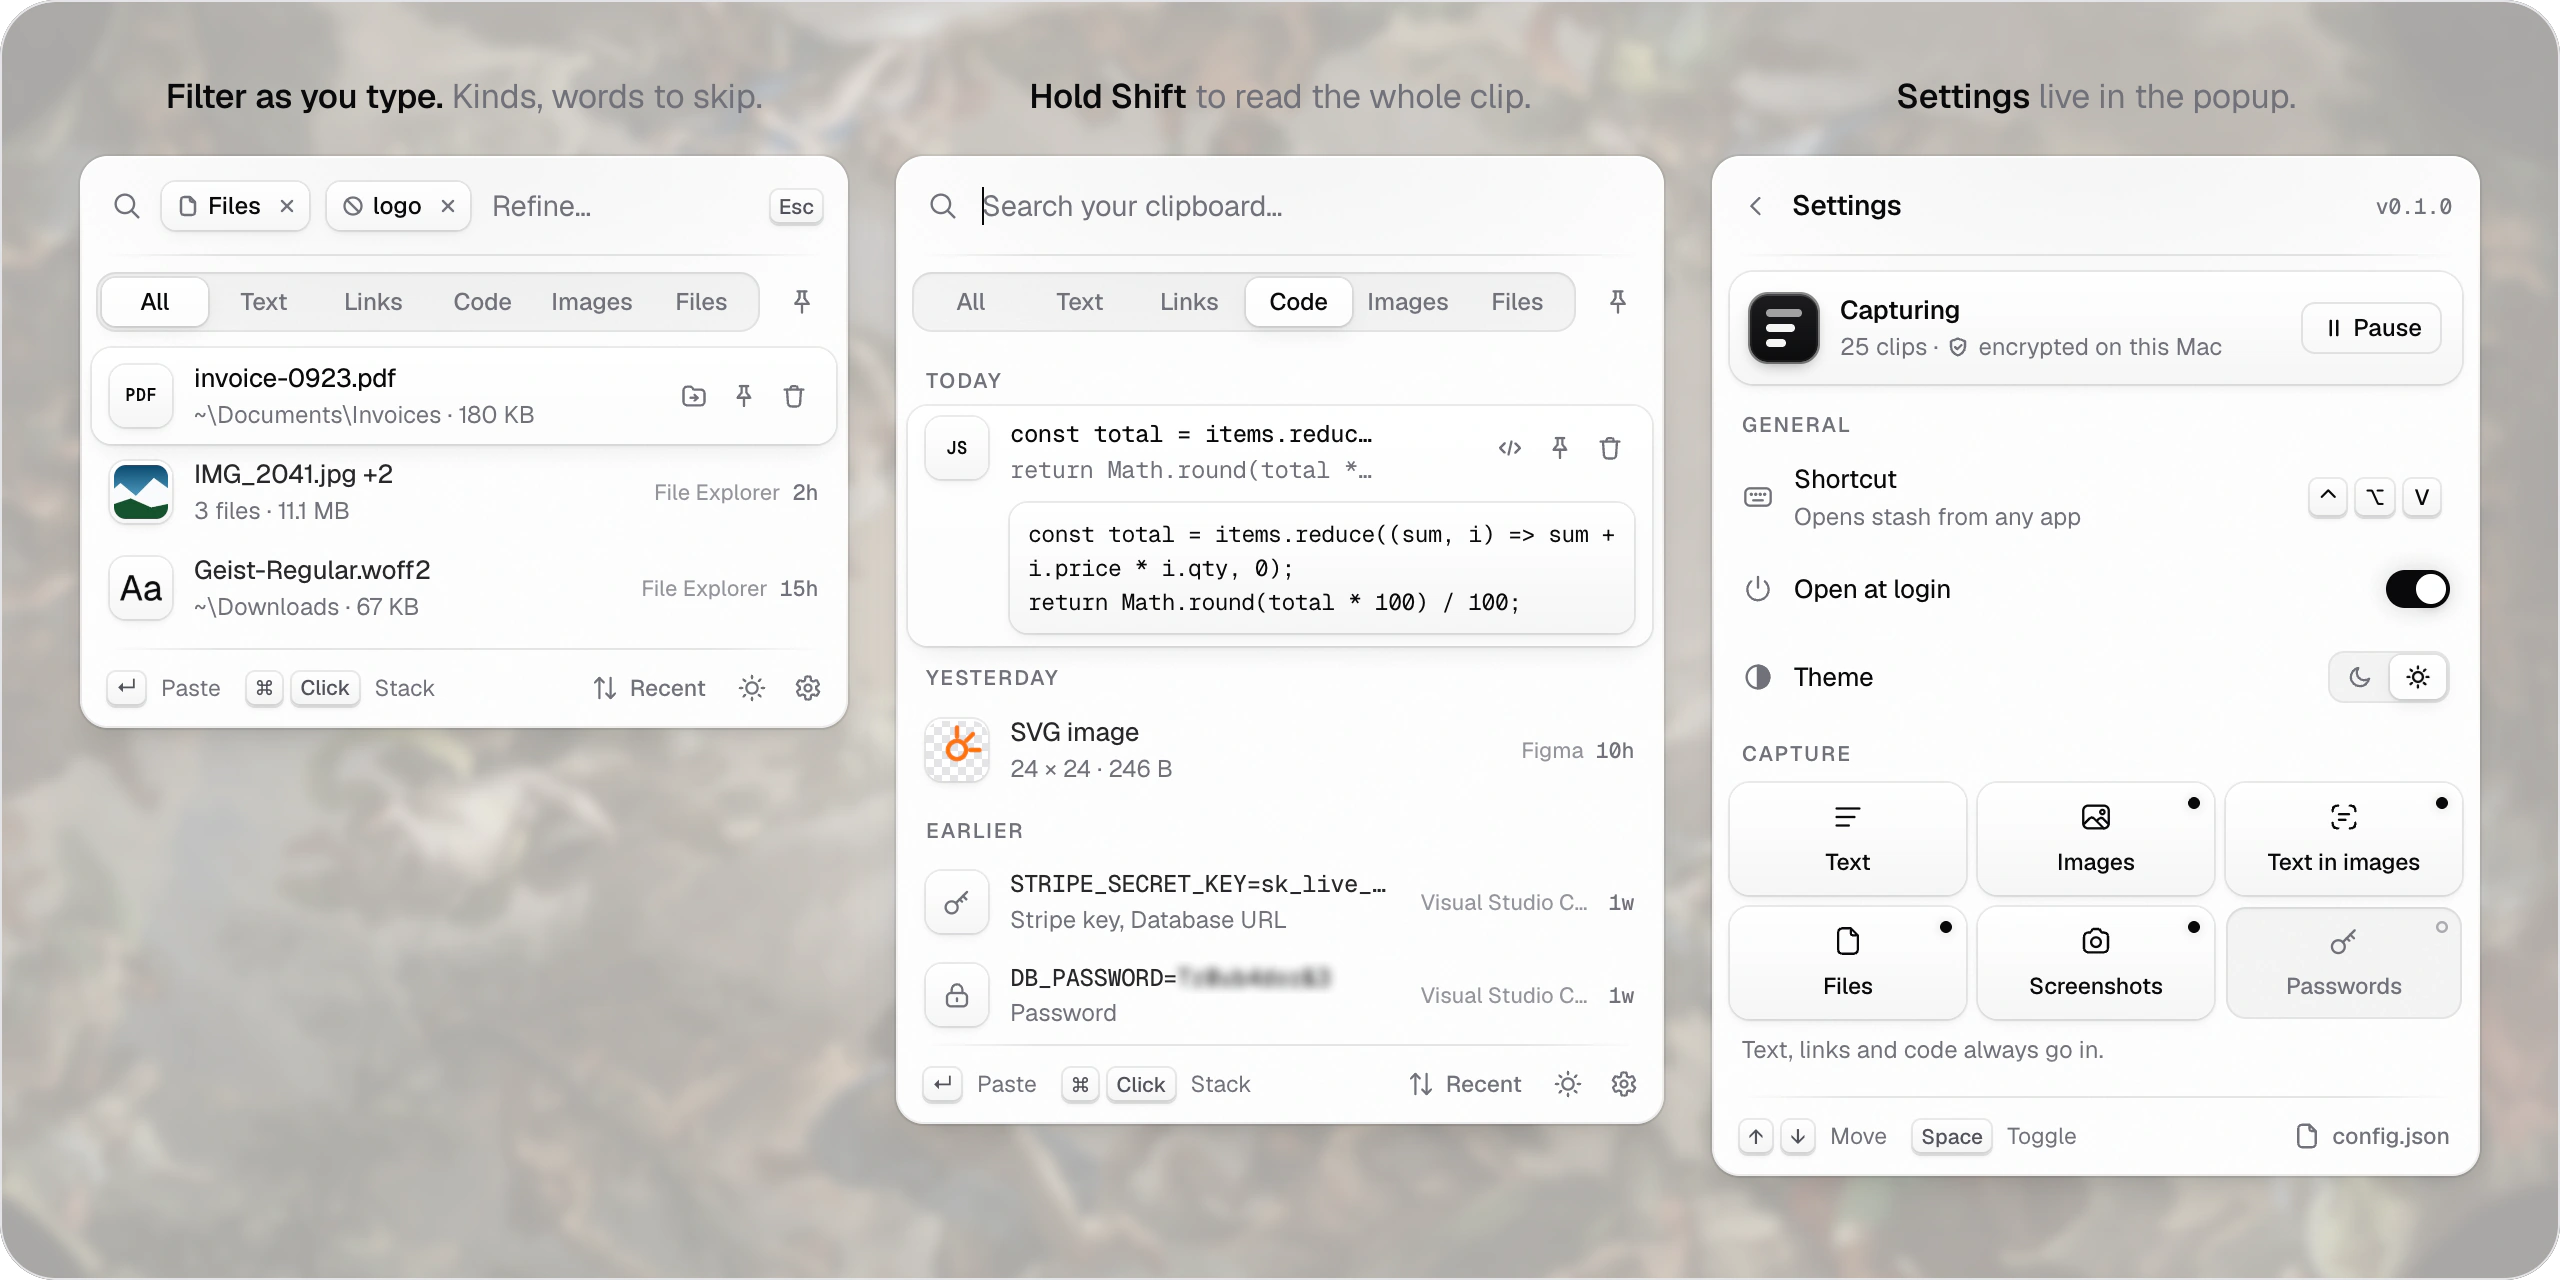 Filter as you type. Kinds, words to skip.
Files
logo
Refine...
Esc
All Text Links Code Images Files
PDF
invoice-0923.pdf
~\Documents\Invoices · 180 KB
IMG_2041.jpg +2
3 files · 11.1 MB
File Explorer 2h
Aa
Geist-Regular.woff2
~\Downloads · 67 KB
File Explorer 15h
↵ Paste ⌘ Click Stack
Recent
Hold Shift to read the whole clip.
Search your clipboard...
All Text Links Code Images Files
TODAY
JS
const total = items.reduc…
return Math.round(total *…
const total = items.reduce((sum, i) => sum +
i.price * i.qty, 0);
return Math.round(total * 100) / 100;
YESTERDAY
SVG image
24 × 24 · 246 B
Figma 10h
EARLIER
STRIPE_SECRET_KEY=sk_live_…
Stripe key, Database URL
Visual Studio C… 1w
DB_PASSWORD=
Password
Visual Studio C… 1w
↵ Paste ⌘ Click Stack
Recent
Settings live in the popup.
Settings
v0.1.0
Capturing
25 clips · encrypted on this Mac
Pause
GENERAL
Shortcut
Opens stash from any app
^ ⌥ V
Open at login
Theme
CAPTURE
Text
Images
Text in images
Files
Screenshots
Passwords
Text, links and code always go in.
↑ ↓ Move Space Toggle
config.json